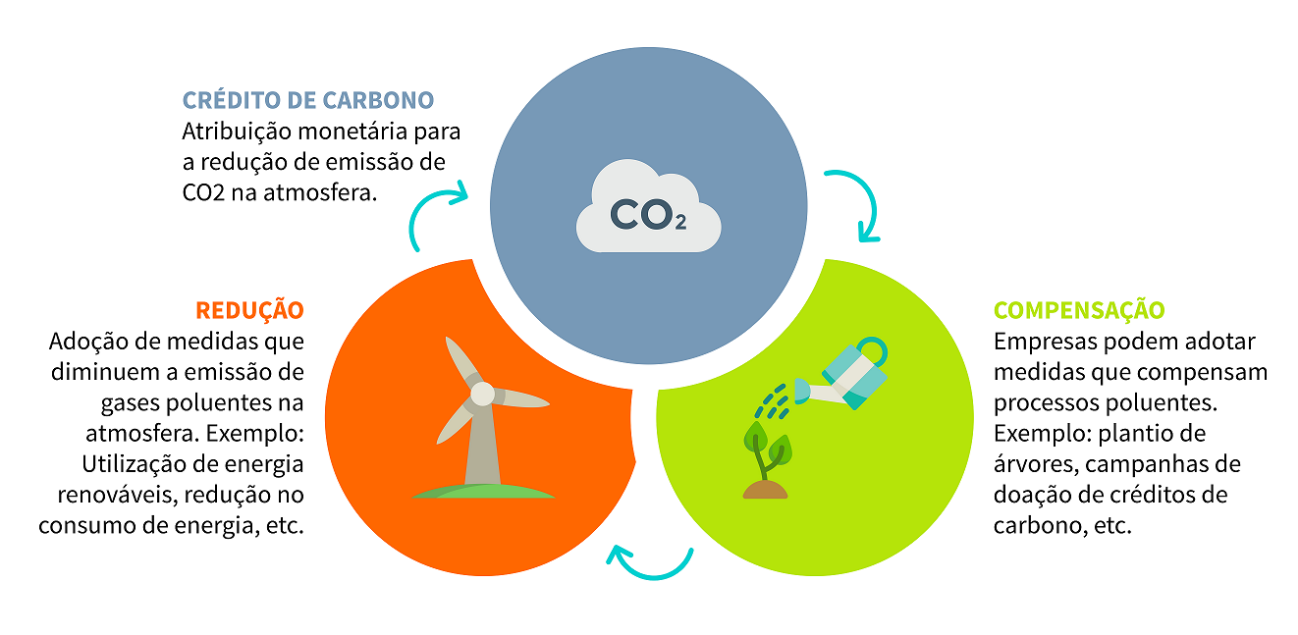 CRÉDITO DE CARBONO
Atribuição monetária para
a redução de emissão de
CO2 na atmosfera.
CO₂
REDUÇÃO
Adoção de medidas que
diminuem a emissão de
gases poluentes na
atmosfera. Exemplo:
Utilização de energia
renováveis, redução no
consumo de energia, etc.
COMPENSAÇÃO
Empresas podem adotar
medidas que compensam
processos poluentes.
Exemplo: plantio de
árvores, campanhas de
doação de créditos de
carbono, etc.